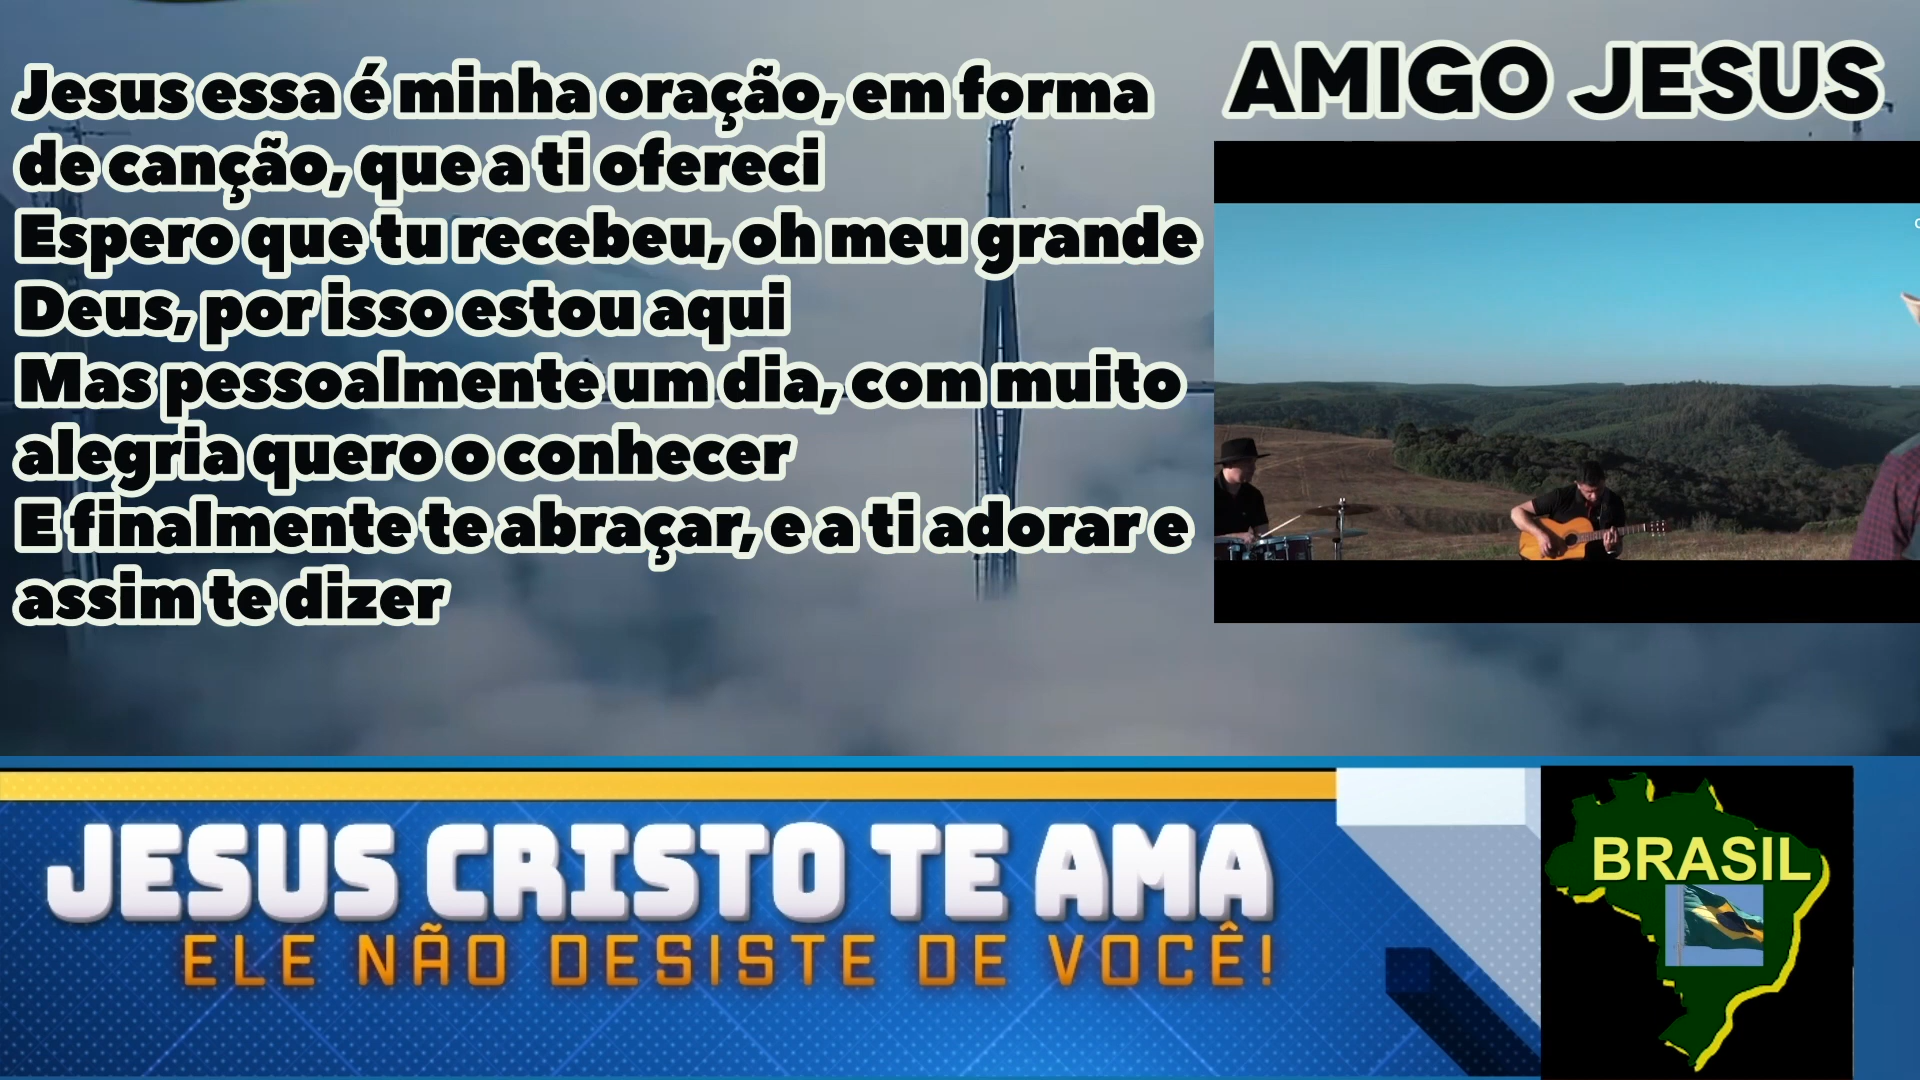 AMIGO JESUS
Jesus essa é minha oração, em forma
de canção, que a ti ofereci
Espero que tu recebeu, oh meu grande
Deus, por isso estou aqui
Mas pessoalmente um dia, com muito
alegria quero o conhecer
E finalmente te abraçar, e a ti adorar e
assim te dizer
JESUS CRISTO TE AMA
ELE NÃO DESISTE DE VOCÊ!
BRASIL